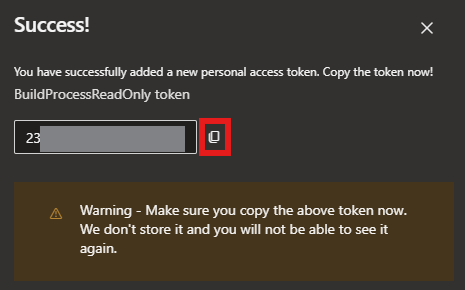 Success!
You have successfully added a new personal access token. Copy the token now!
BuildProcessReadOnly token
23
Warning - Make sure you copy the above token now.
We don't store it and you will not be able to see it
again.